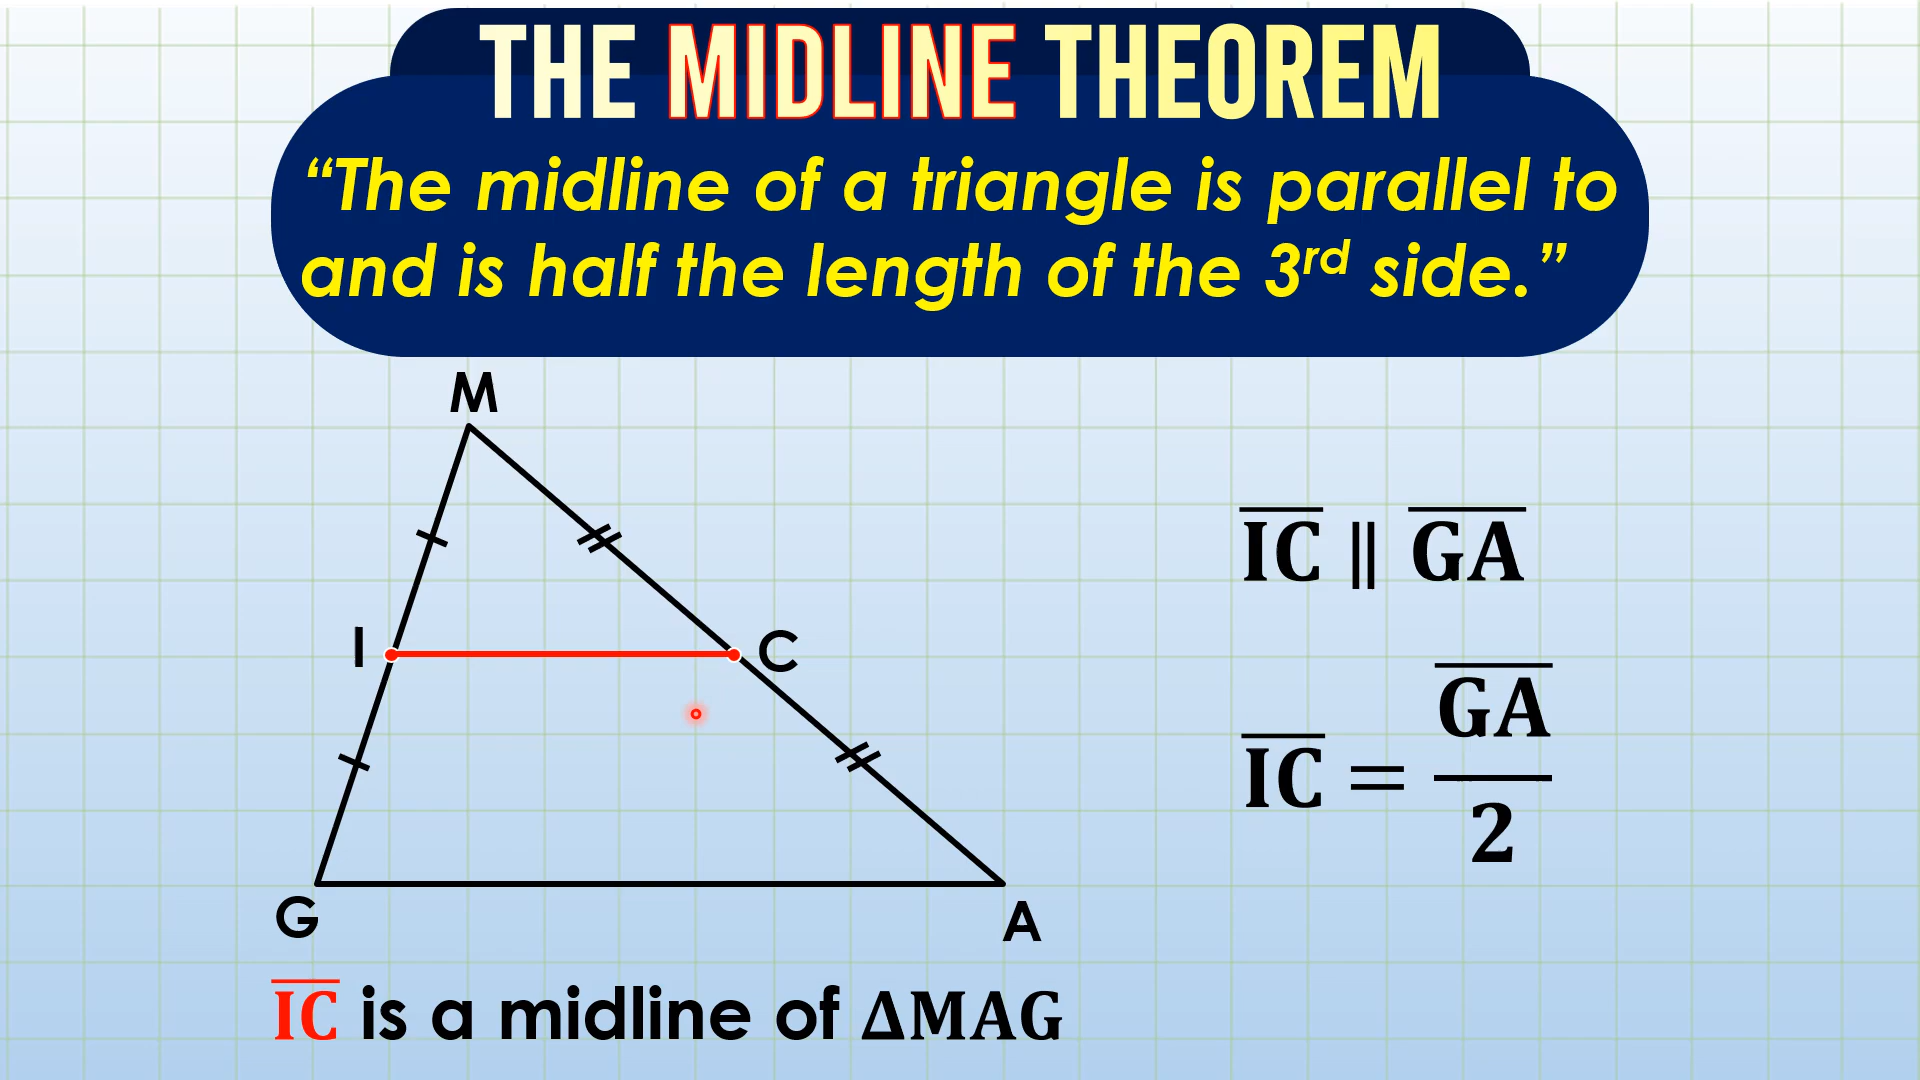 THE MIDLINE THEOREM
“The midline of a triangle is parallel to
and is half the length of the 3rd side.”
M
I
C
G
A
IC ∥ GA
IC = GA
2
IC is a midline of ΔMAG